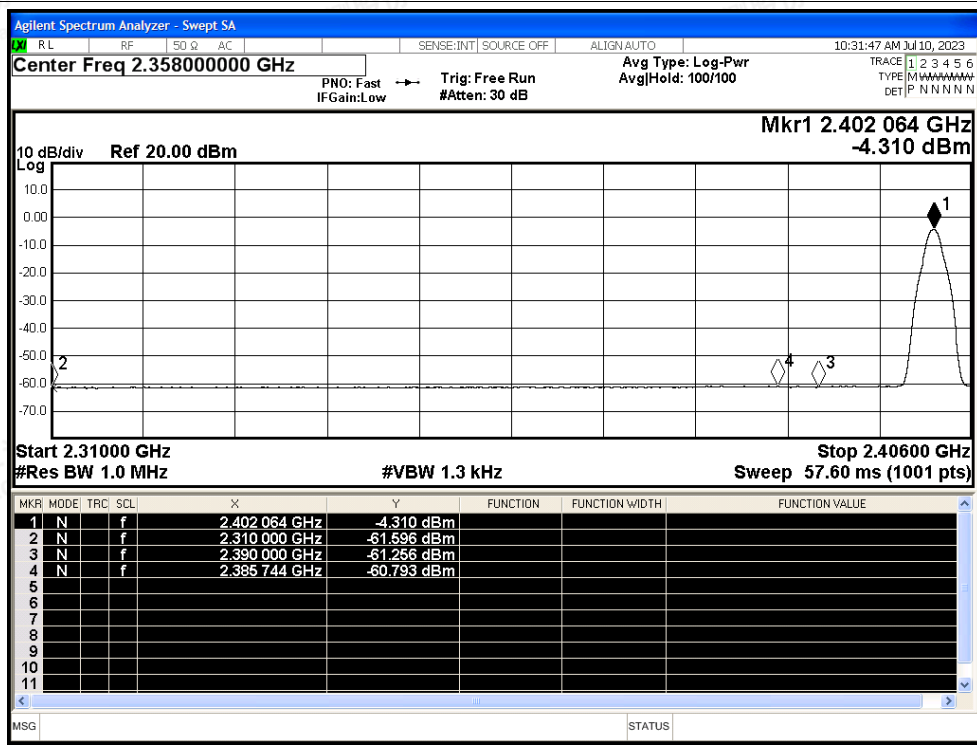 Agilent Spectrum Analyzer - Swept SA
LXI RL RF 50 Ω AC SENSE:INT SOURCE OFF ALIGN AUTO 10:31:47 AM Jul 10, 2023
Center Freq 2.358000000 GHz
PNO: Fast
IFGain:Low
Trig: Free Run
#Atten: 30 dB
Avg Type: Log-Pwr
Avg|Hold: 100/100
TRACE 1 2 3 4 5 6
TYPE M
DET P N N N N N
Mkr1 2.402 064 GHz
-4.310 dBm
10 dB/div Ref 20.00 dBm
Log
10.0
0.00
-10.0
-20.0
-30.0
-40.0
-50.0
-60.0
-70.0
1
2
4
3
Start 2.31000 GHz Stop 2.40600 GHz
#Res BW 1.0 MHz #VBW 1.3 kHz Sweep 57.60 ms (1001 pts)
MKR MODE TRC SCL X Y FUNCTION FUNCTION WIDTH FUNCTION VALUE
1 N f 2.402 064 GHz -4.310 dBm
2 N f 2.310 000 GHz -61.596 dBm
3 N f 2.390 000 GHz -61.256 dBm
4 N f 2.385 744 GHz -60.793 dBm
5
6
7
8
9
10
11
MSG STATUS